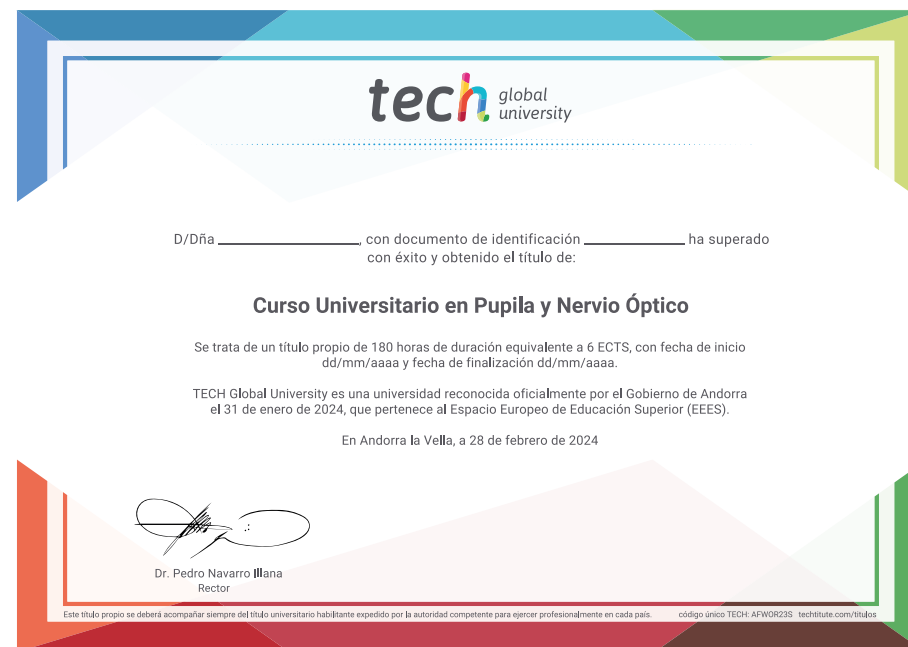 tech global
university
D/Dña ____________________, con documento de identificación ______________ ha superado
con éxito y obtenido el título de:
Curso Universitario en Pupila y Nervio Óptico
Se trata de un título propio de 180 horas de duración equivalente a 6 ECTS, con fecha de inicio
dd/mm/aaaa y fecha de finalización dd/mm/aaaa.
TECH Global University es una universidad reconocida oficialmente por el Gobierno de Andorra
el 31 de enero de 2024, que pertenece al Espacio Europeo de Educación Superior (EEES).
En Andorra la Vella, a 28 de febrero de 2024
Dr. Pedro Navarro Illana
Rector
Este título propio se deberá acompañar siempre del título universitario habilitante expedido por la autoridad competente para ejercer profesionalmente en cada país. código único TECH: AFWOR23S techtitute.com/titulos